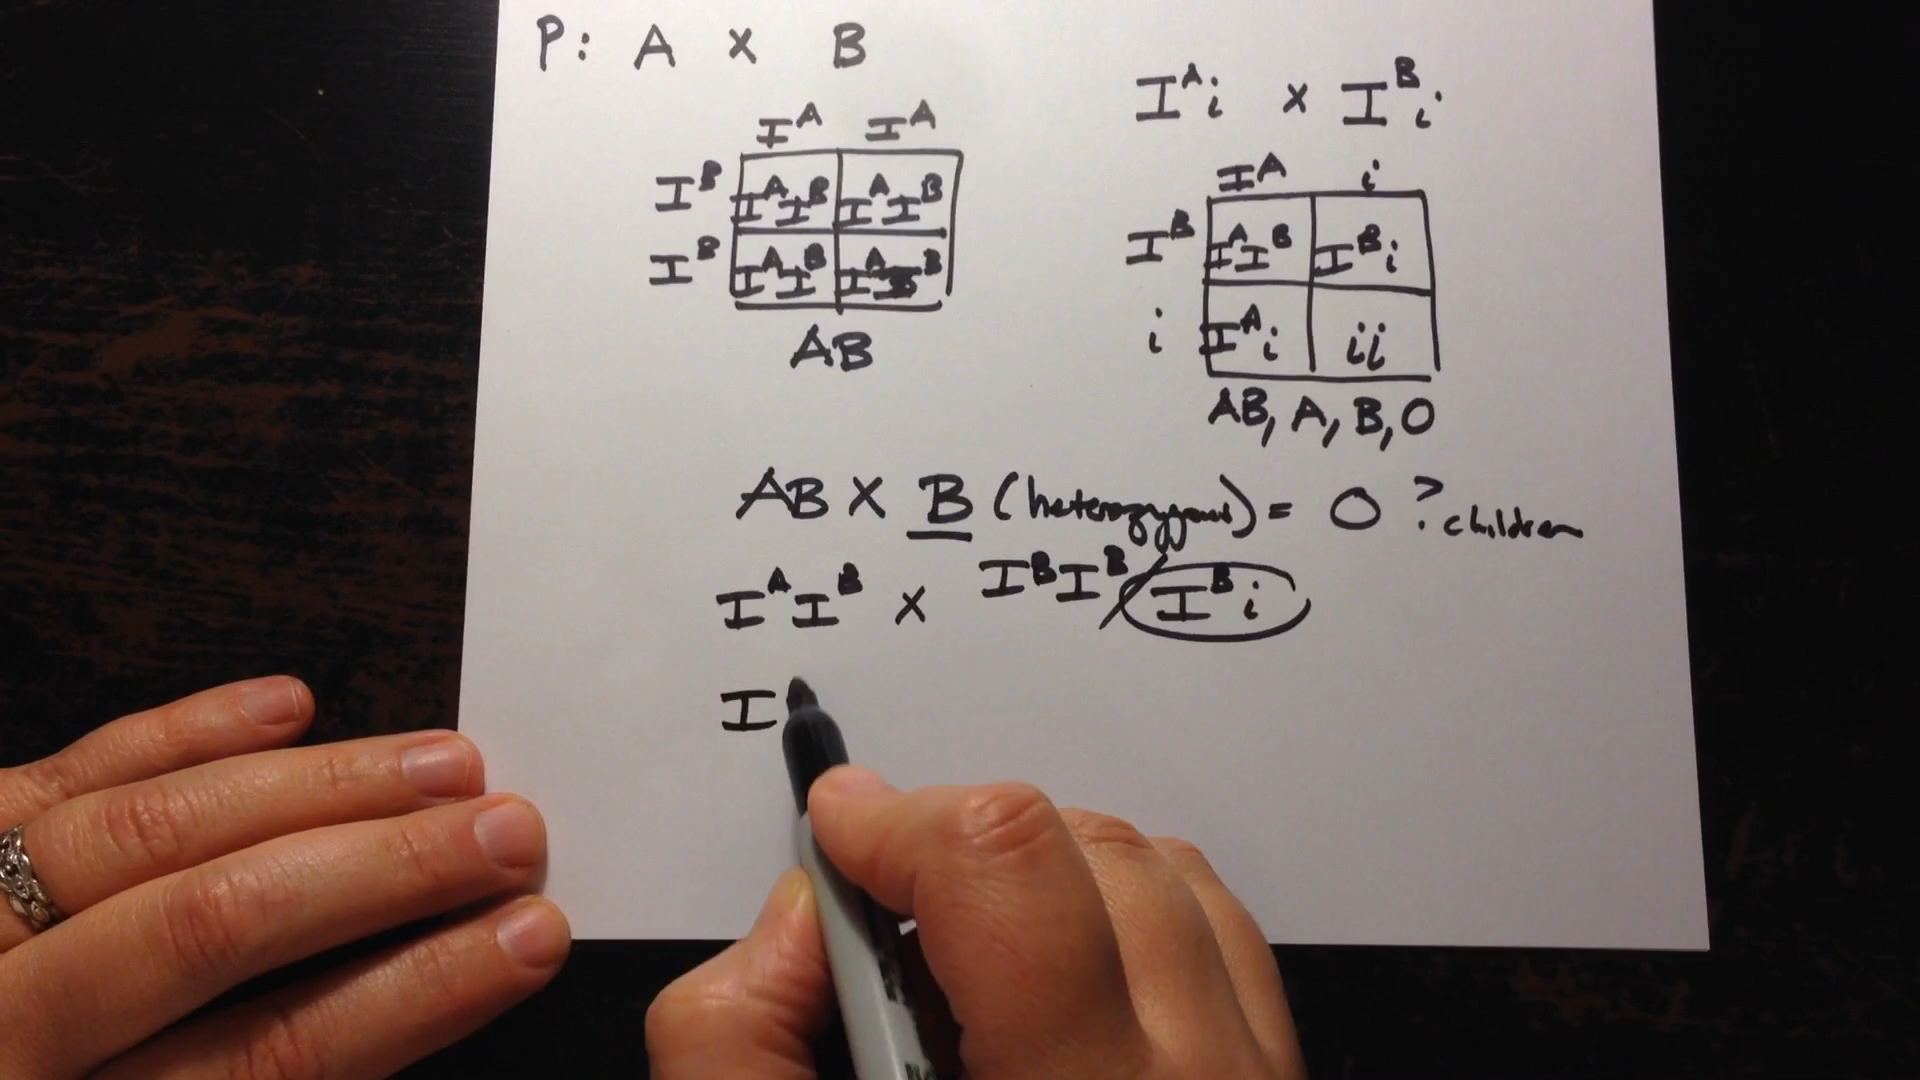 P: A x B
I^A I^A
I^B I^A I^B I^A I^B
I^B I^A I^B I^A I^B
AB
I^A i x I^B i
I^A i
I^B I^A I^B I^B i
i I^A i ii
AB, A, B, O
AB X B (heterozygous) = O ? children
I^A I^B x I^B I^B / I^B i
I